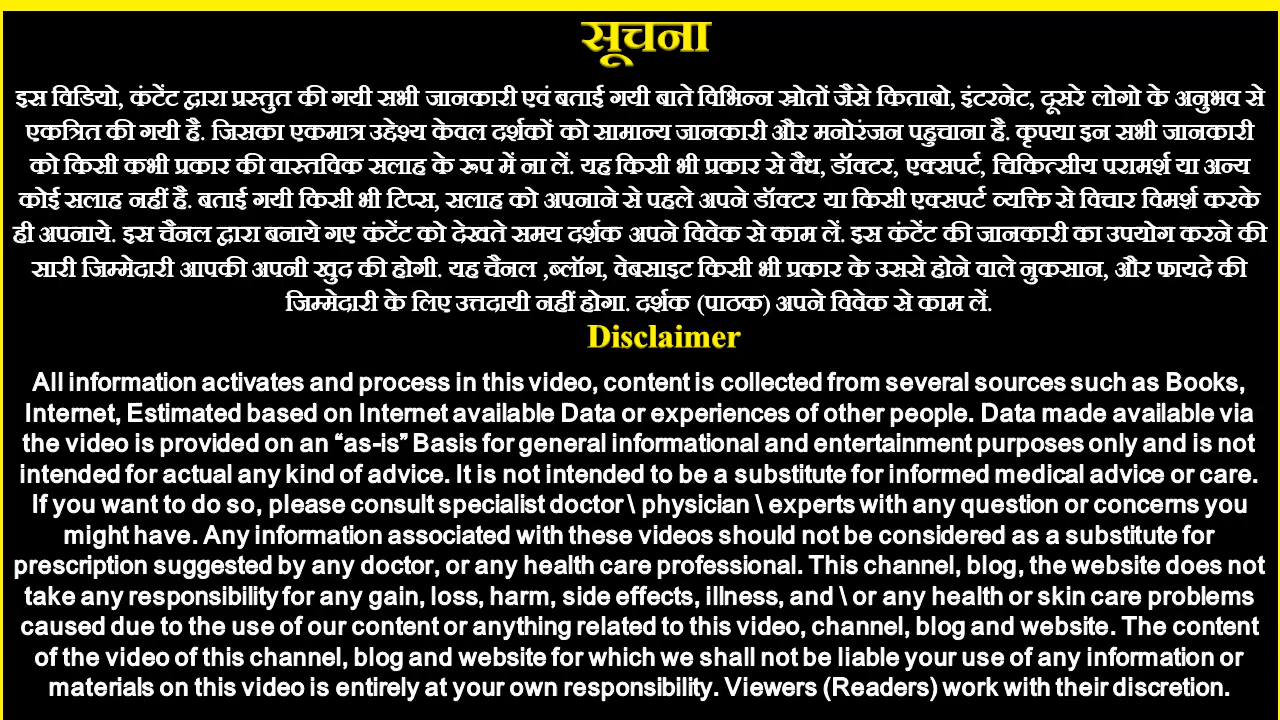 सूचना
इस विडियो, कंटेंट द्वारा प्रस्तुत की गयी सभी जानकारी एवं बताई गयी बाते विभिन्न स्रोतों जैसे किताबो, इंटरनेट, दूसरे लोगो के अनुभव से
एकत्रित की गयी है. जिसका एकमात्र उद्देश्य केवल दर्शकों को सामान्य जानकारी और मनोरंजन पहुचाना है. कृपया इन सभी जानकारी
को किसी कभी प्रकार की वास्तविक सलाह के रूप में ना लें. यह किसी भी प्रकार से वैध, डॉक्टर, एक्सपर्ट, चिकित्सीय परामर्श या अन्य
कोई सलाह नहीं है. बताई गयी किसी भी टिप्स, सलाह को अपनाने से पहले अपने डॉक्टर या किसी एक्सपर्ट व्यक्ति से विचार विमर्श करके
ही अपनाये. इस चैनल द्वारा बनाये गए कंटेंट को देखते समय दर्शक अपने विवेक से काम लें. इस कंटेंट की जानकारी का उपयोग करने की
सारी जिम्मेदारी आपकी अपनी खुद की होगी. यह चैनल ,ब्लॉग, वेबसाइट किसी भी प्रकार के उससे होने वाले नुकसान, और फायदे की
जिम्मेदारी के लिए उत्तदायी नहीं होगा. दर्शक (पाठक) अपने विवेक से काम लें.
Disclaimer
All information activates and process in this video, content is collected from several sources such as Books,
Internet, Estimated based on Internet available Data or experiences of other people. Data made available via
the video is provided on an “as-is” Basis for general informational and entertainment purposes only and is not
intended for actual any kind of advice. It is not intended to be a substitute for informed medical advice or care.
If you want to do so, please consult specialist doctor \ physician \ experts with any question or concerns you
might have. Any information associated with these videos should not be considered as a substitute for
prescription suggested by any doctor, or any health care professional. This channel, blog, the website does not
take any responsibility for any gain, loss, harm, side effects, illness, and \ or any health or skin care problems
caused due to the use of our content or anything related to this video, channel, blog and website. The content
of the video of this channel, blog and website for which we shall not be liable your use of any information or
materials on this video is entirely at your own responsibility. Viewers (Readers) work with their discretion.